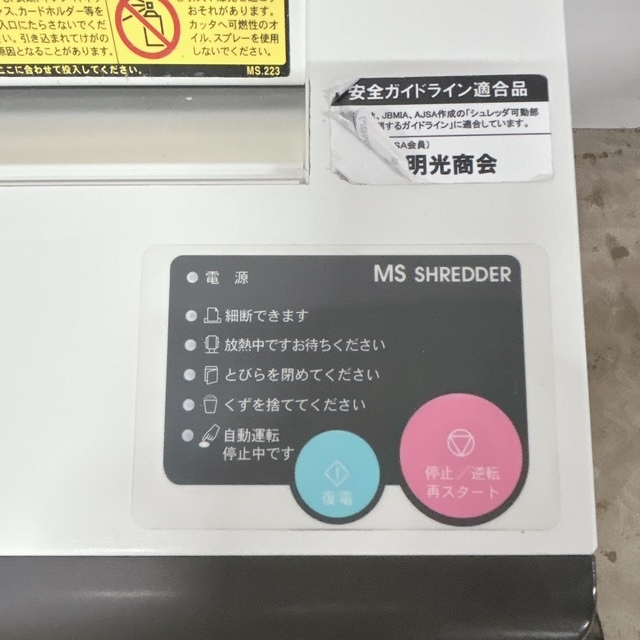 ス、カードホルダー等を
入口にたらさないでくだ
い。引き込まれてけがの
原因となることがあります。
おそれがあります。
カッタへ可燃性のオ
イル、スプレーを使用
しないでください。
ここに合わせて投入してください.
MS.223
安全ガイドライン適合品
、JBMIA、AJSA作成の「シュレッダ可動部
するガイドライン」に適合しています。
SA会員)
明光商会
電 源
MS SHREDDER
細断できます
放熱中ですお待ちください
とびらを閉めてください
くずを捨ててください
自動運転
停止中です
復電
停止/逆転
再スタート